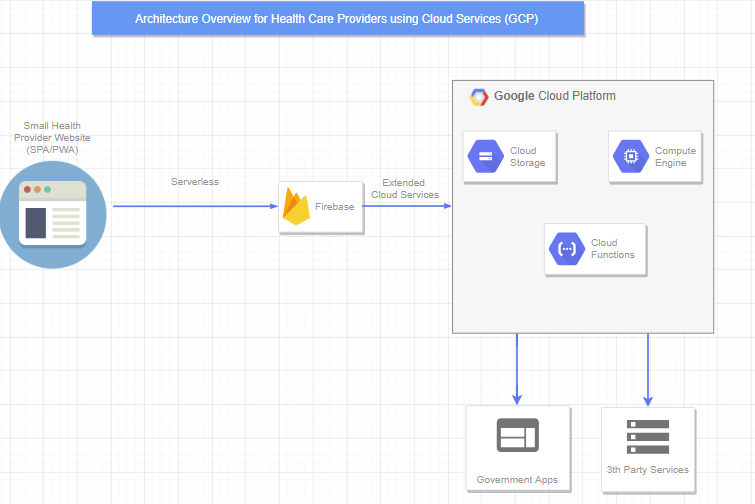 Architecture Overview for Health Care Providers using Cloud Services (GCP)
Google Cloud Platform
Small Health
Provider Website
(SPA/PWA)
Cloud
Storage
Compute
Engine
Serverless
Extended
Cloud Services
Firebase
Cloud
Functions
Government Apps
3th Party Services